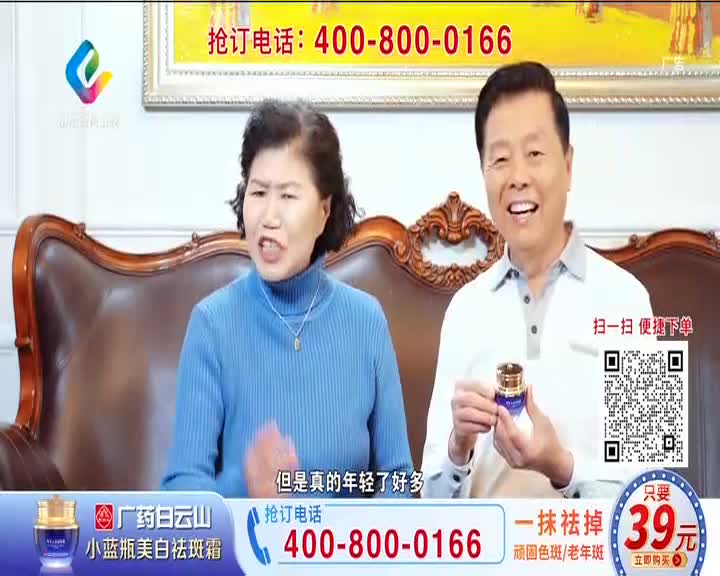 抢订电话：400-800-0166
广告
扫一扫 便捷下单
但是真的年轻了好多
广药白云山
小蓝瓶美白祛斑霜
抢订电话
400-800-0166
一抹祛掉
顽固色斑/老年斑
只要
39元
立即购买